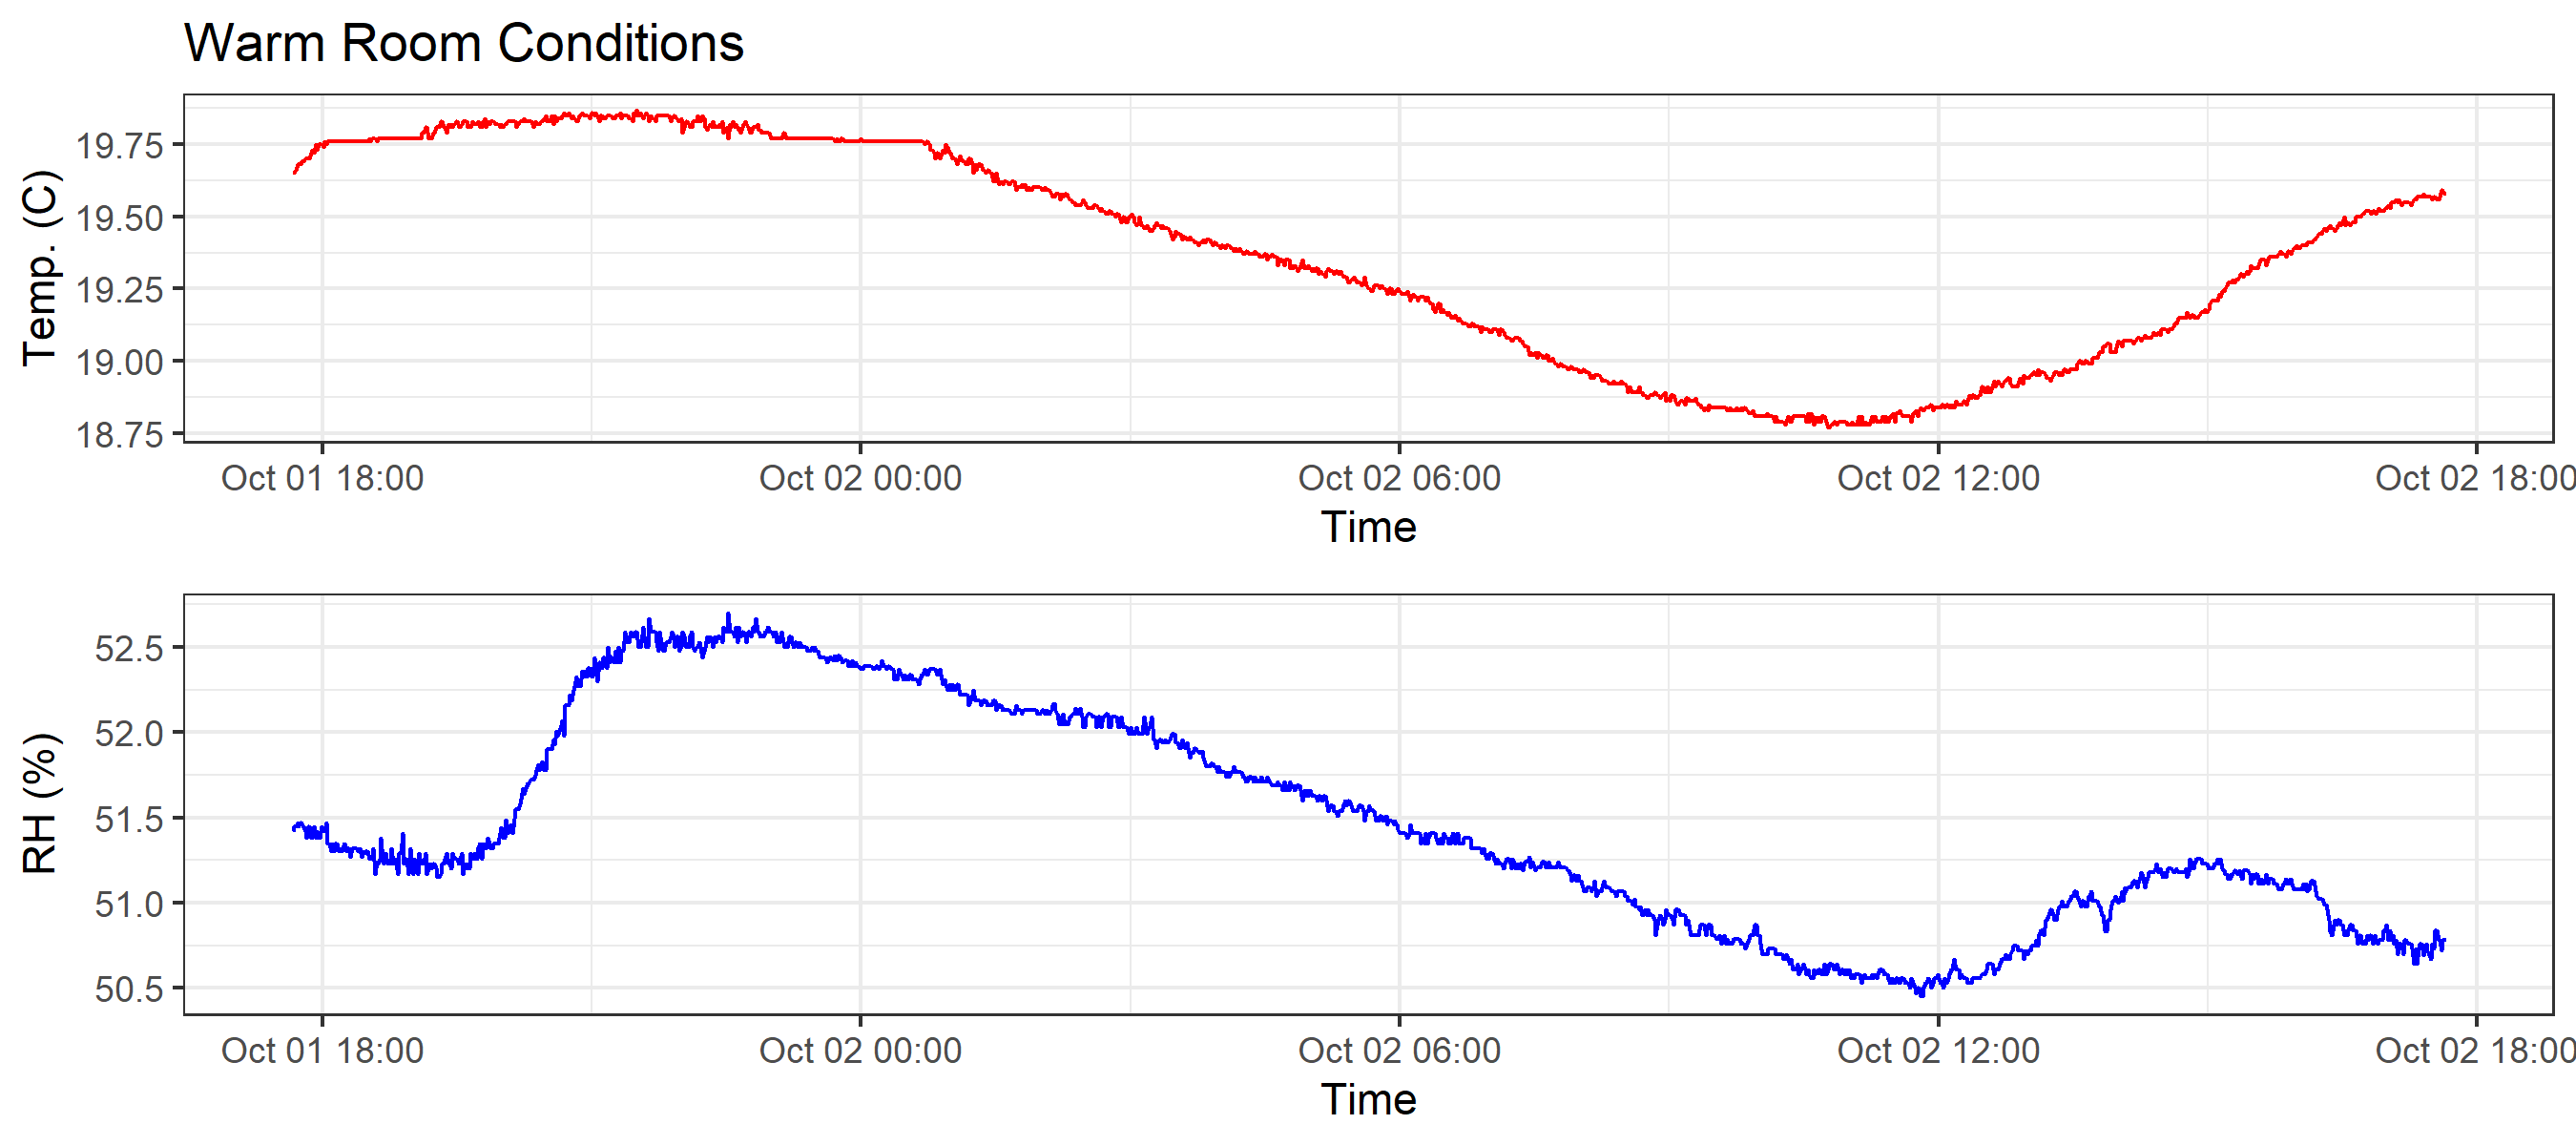 Warm Room Conditions
Temp. (C)
19.75
19.50
19.25
19.00
18.75
Oct 01 18:00 Oct 02 00:00 Oct 02 06:00 Oct 02 12:00 Oct 02 18:00
Time
RH (%)
52.5
52.0
51.5
51.0
50.5
Oct 01 18:00 Oct 02 00:00 Oct 02 06:00 Oct 02 12:00 Oct 02 18:00
Time